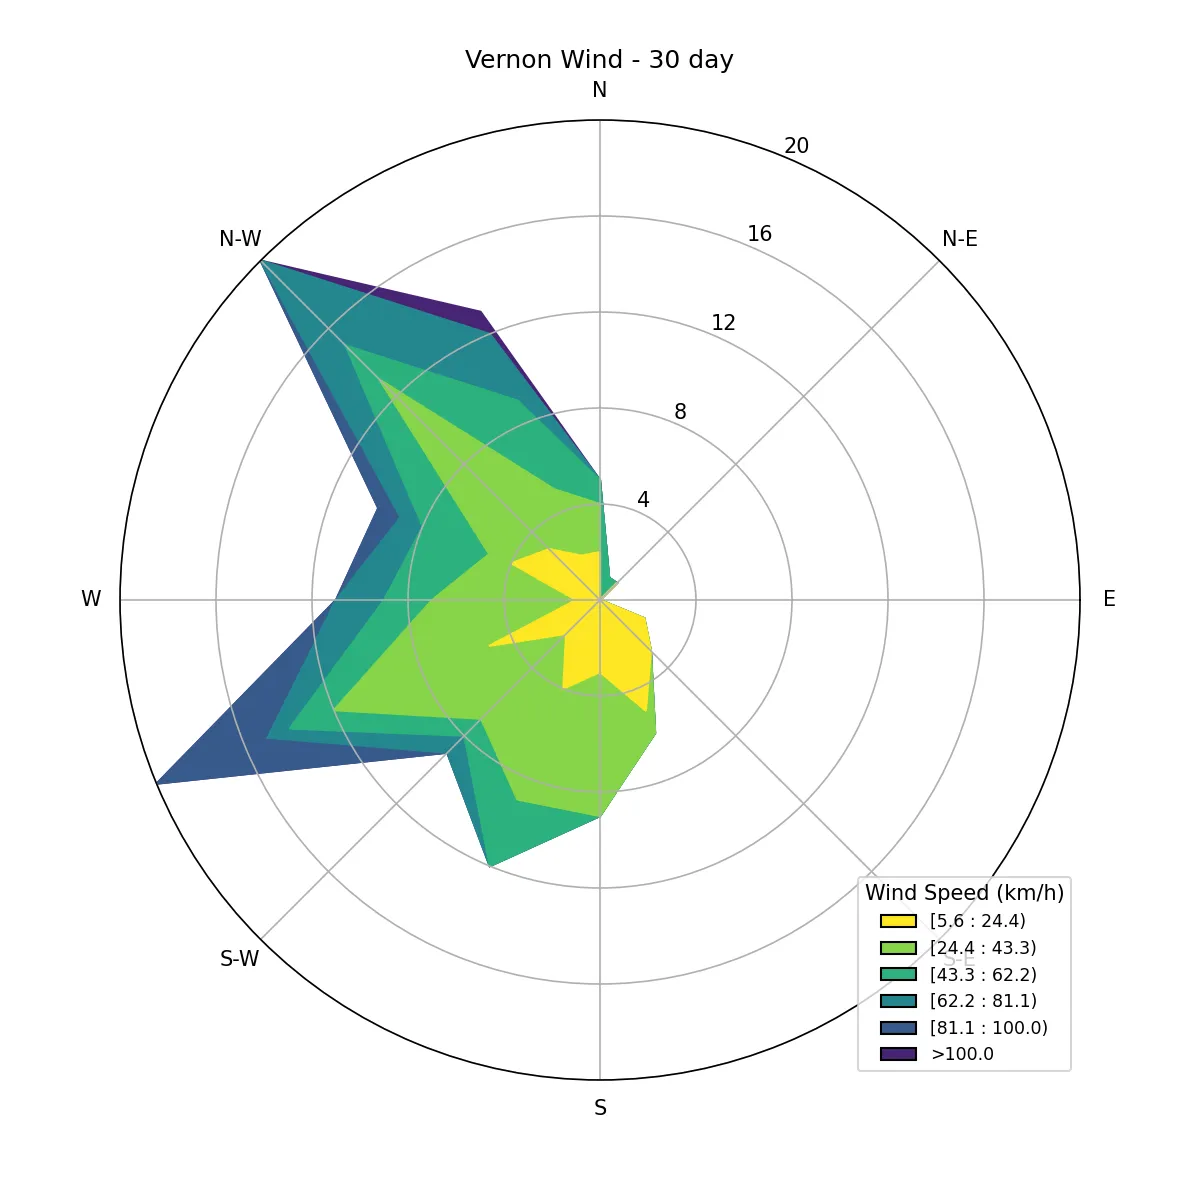 Vernon Wind - 30 day
N
20
N-W
N-E
16
12
8
4
W
E
S-W
S-E
S
Wind Speed (km/h)
[5.6 : 24.4)
[24.4 : 43.3)
[43.3 : 62.2)
[62.2 : 81.1)
[81.1 : 100.0)
>100.0